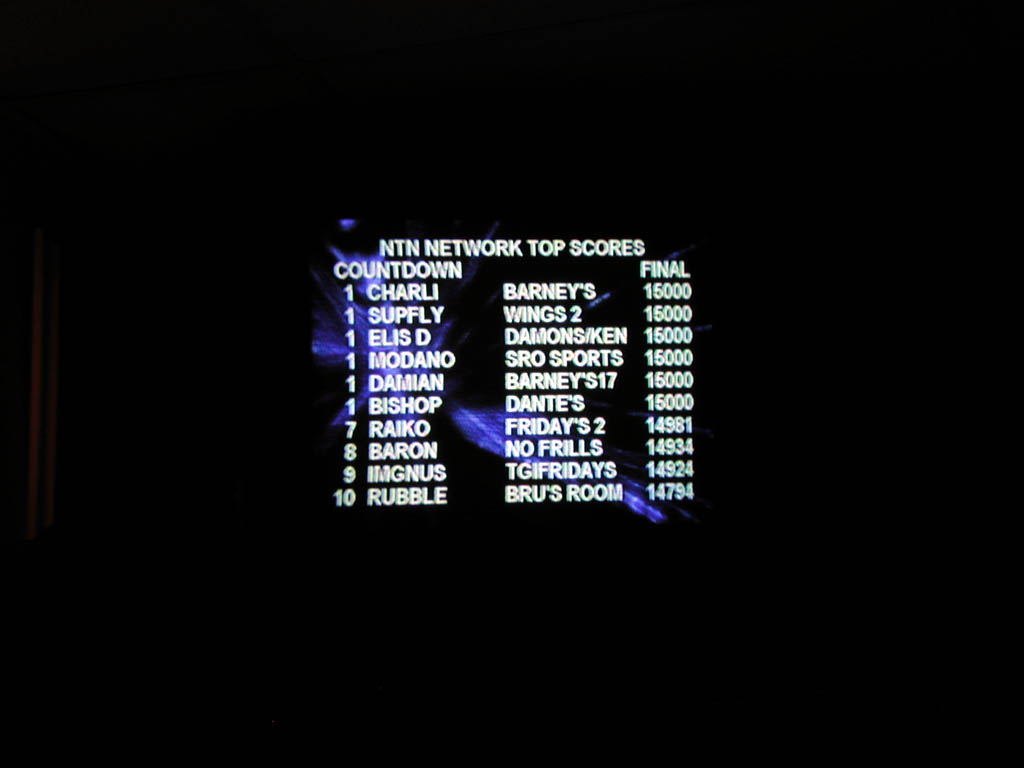 NTN NETWORK TOP SCORES
COUNTDOWN FINAL
1 CHARLI BARNEY'S 15000
1 SUPFLY WINGS 2 15000
1 ELIS D DAMONS/KEN 15000
1 MODANO SRO SPORTS 15000
1 DAMIAN BARNEY'S17 15000
1 BISHOP DANTE'S 15000
7 RAIKO FRIDAY'S 2 14981
8 BARON NO FRILLS 14934
9 IMGNUS TGIFRIDAYS 14924
10 RUBBLE BRU'S ROOM 14794